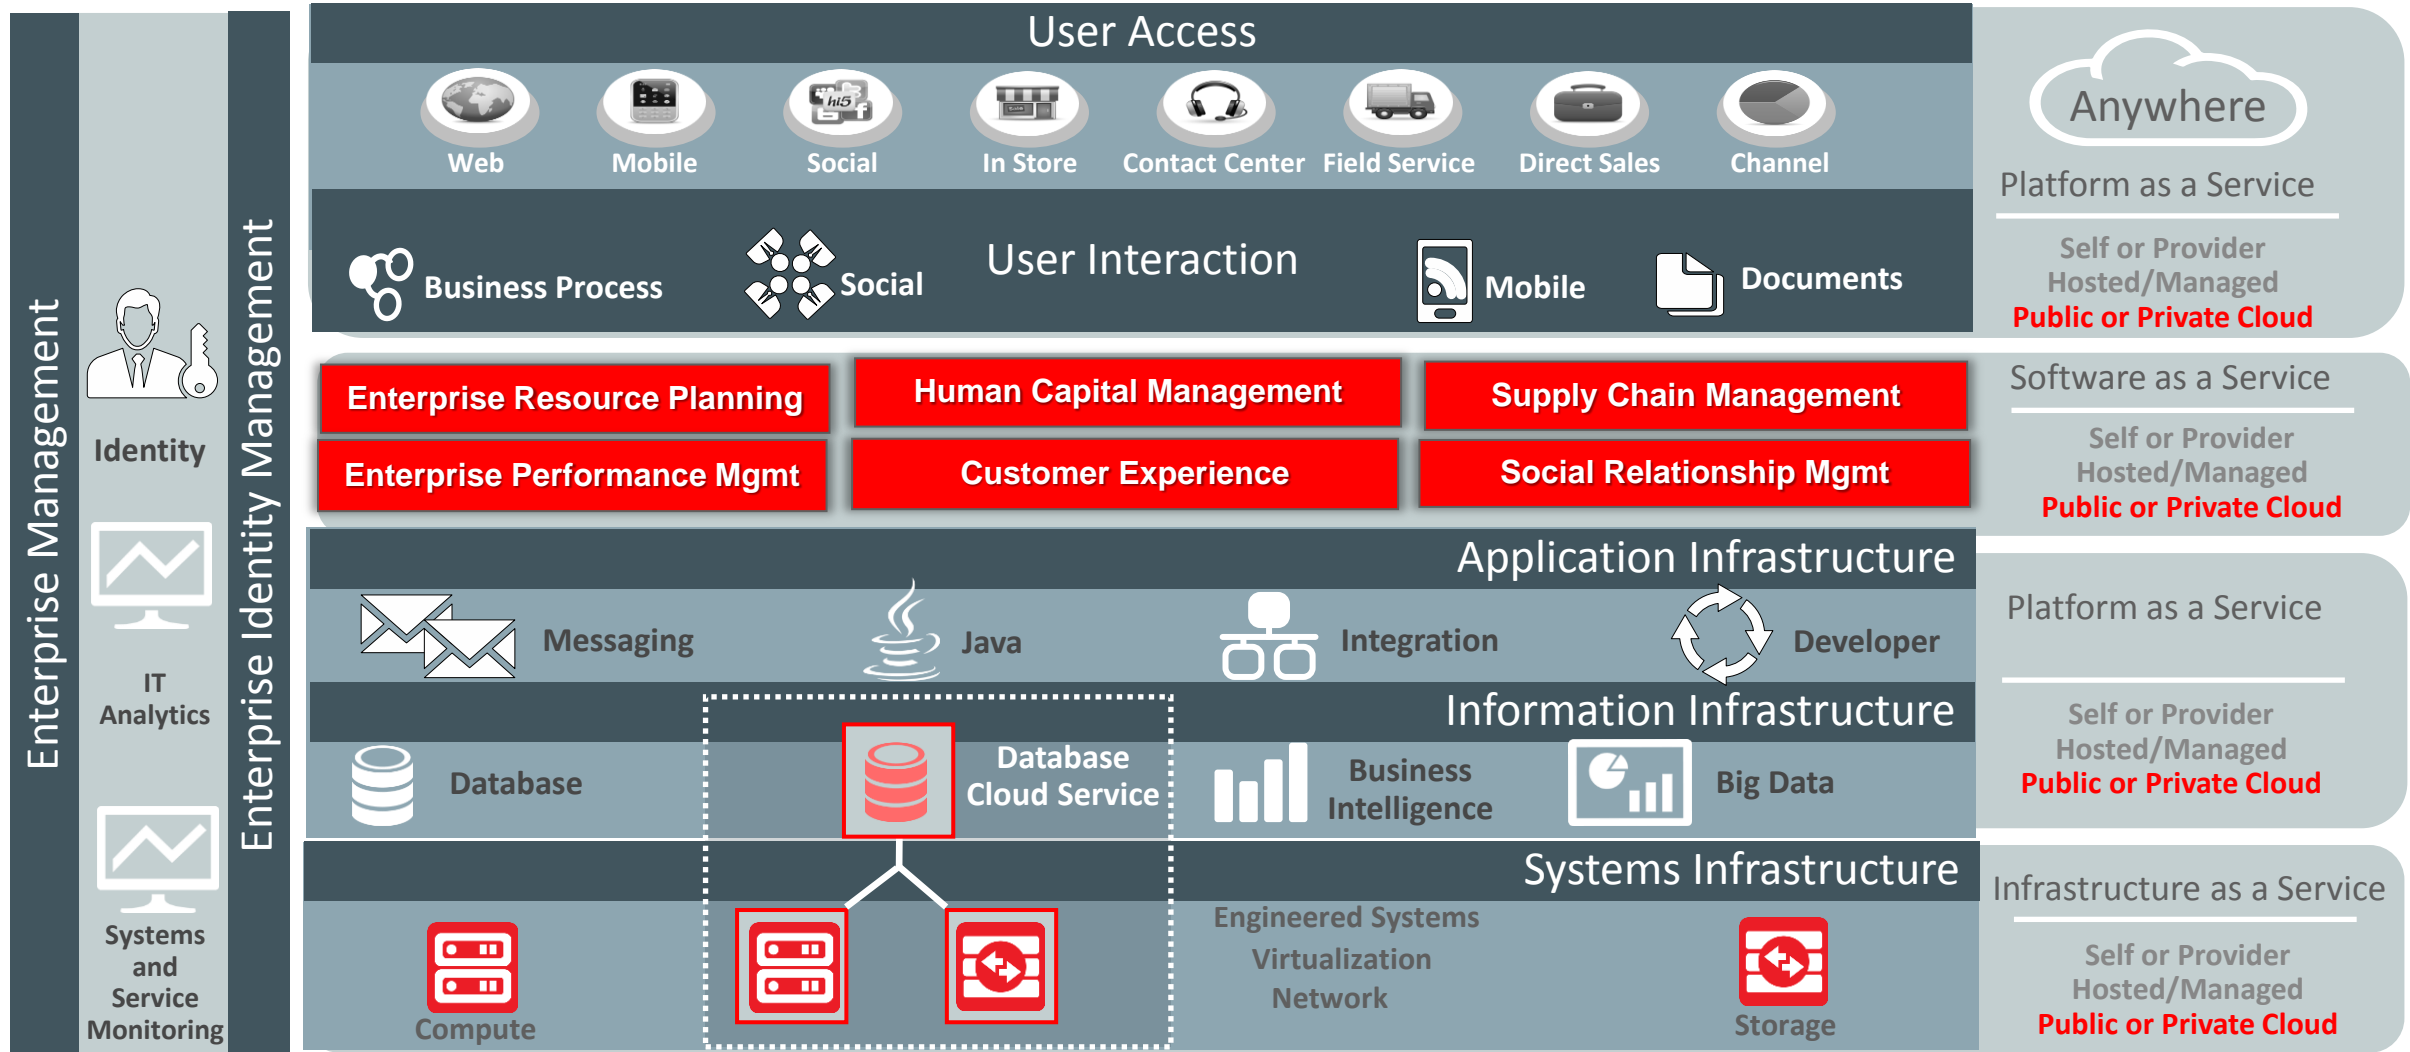 Enterprise Management
Identity
IT
Analytics
Systems
and
Service
Monitoring
Enterprise Identity Management
User Access
Web
Mobile
hi5
Social
In Store
Contact Center
Field Service
Direct Sales
Channel
Business Process
Social
User Interaction
Mobile
Documents
Anywhere
Platform as a Service
Self or Provider
Hosted/Managed
Public or Private Cloud
Enterprise Resource Planning
Human Capital Management
Supply Chain Management
Enterprise Performance Mgmt
Customer Experience
Social Relationship Mgmt
Software as a Service
Self or Provider
Hosted/Managed
Public or Private Cloud
Application Infrastructure
Messaging
Java
Integration
Developer
Information Infrastructure
Database
Database
Cloud Service
Business
Intelligence
Big Data
Platform as a Service
Self or Provider
Hosted/Managed
Public or Private Cloud
Systems Infrastructure
Compute
Engineered Systems
Virtualization
Network
Storage
Infrastructure as a Service
Self or Provider
Hosted/Managed
Public or Private Cloud